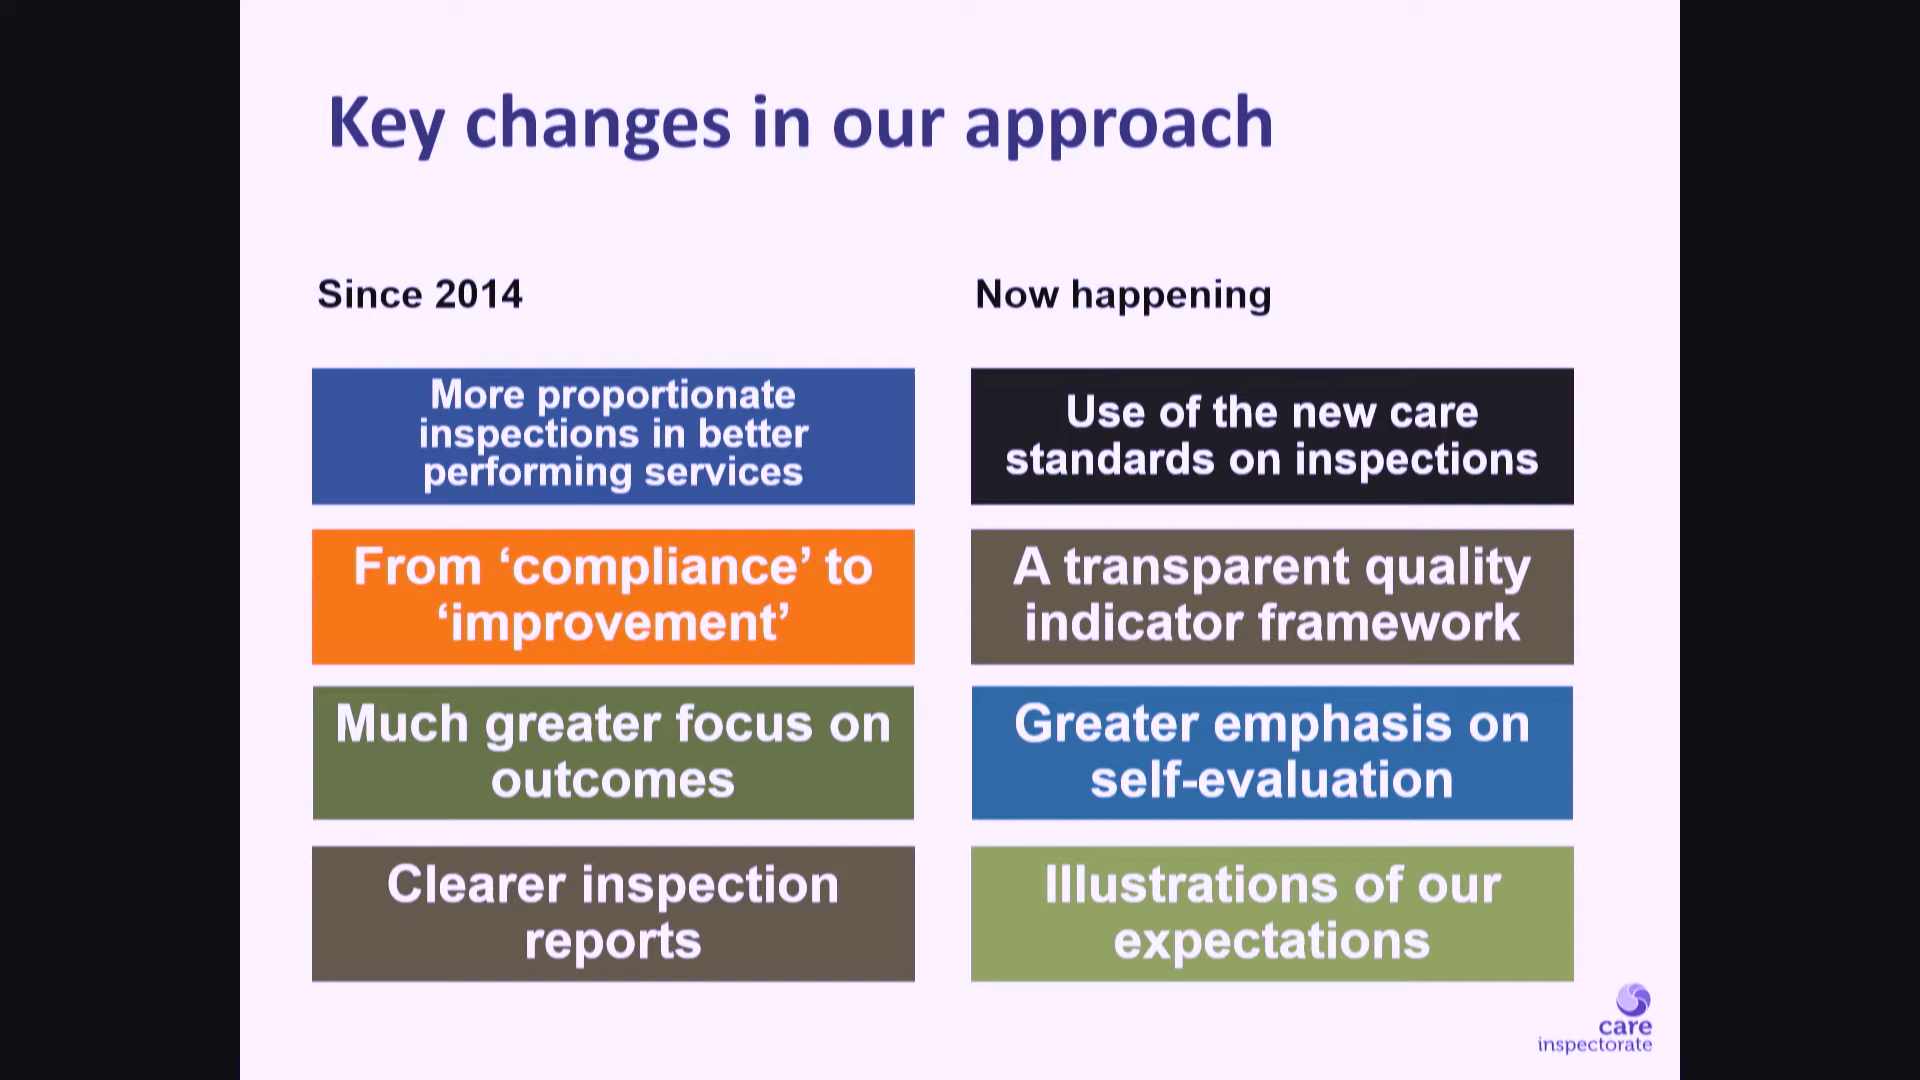 Key changes in our approach
Since 2014
More proportionate
inspections in better
performing services
From ‘compliance’ to
‘improvement’
Much greater focus on
outcomes
Clearer inspection
reports
Now happening
Use of the new care
standards on inspections
A transparent quality
indicator framework
Greater emphasis on
self-evaluation
Illustrations of our
expectations
care
inspectorate